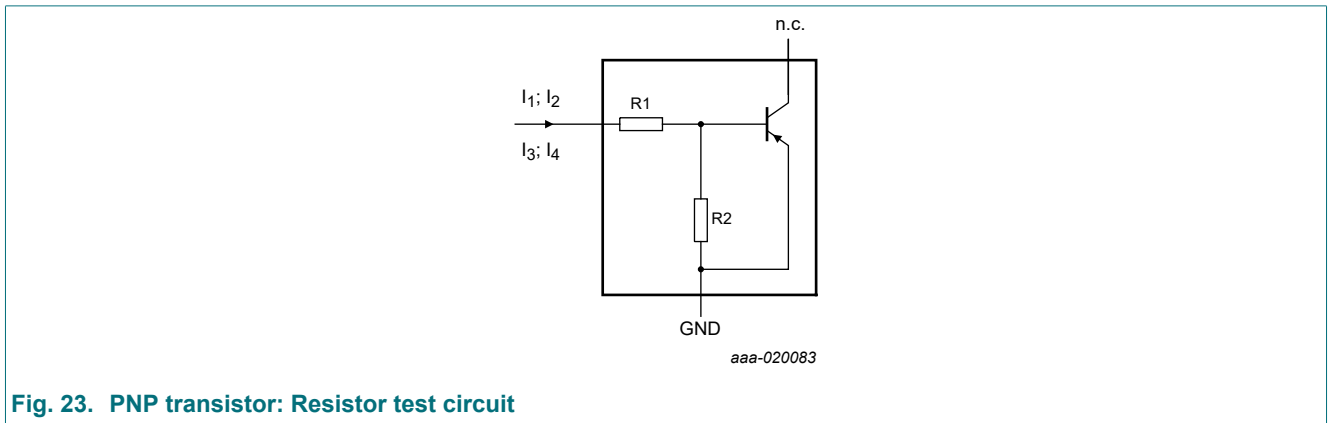 n.c.
I1; I2
R1
I3; I4
R2
GND
aaa-020083
Fig. 23. PNP transistor: Resistor test circuit